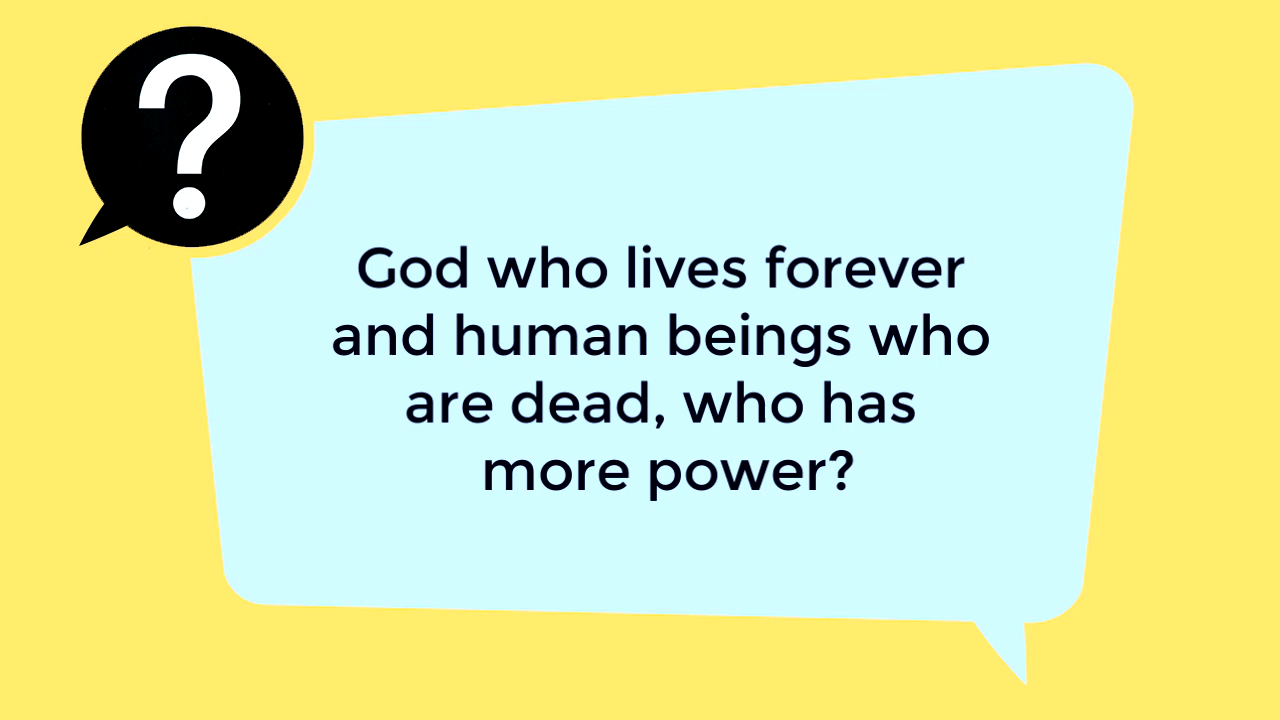 ?
God who lives forever
and human beings who
are dead, who has
more power?